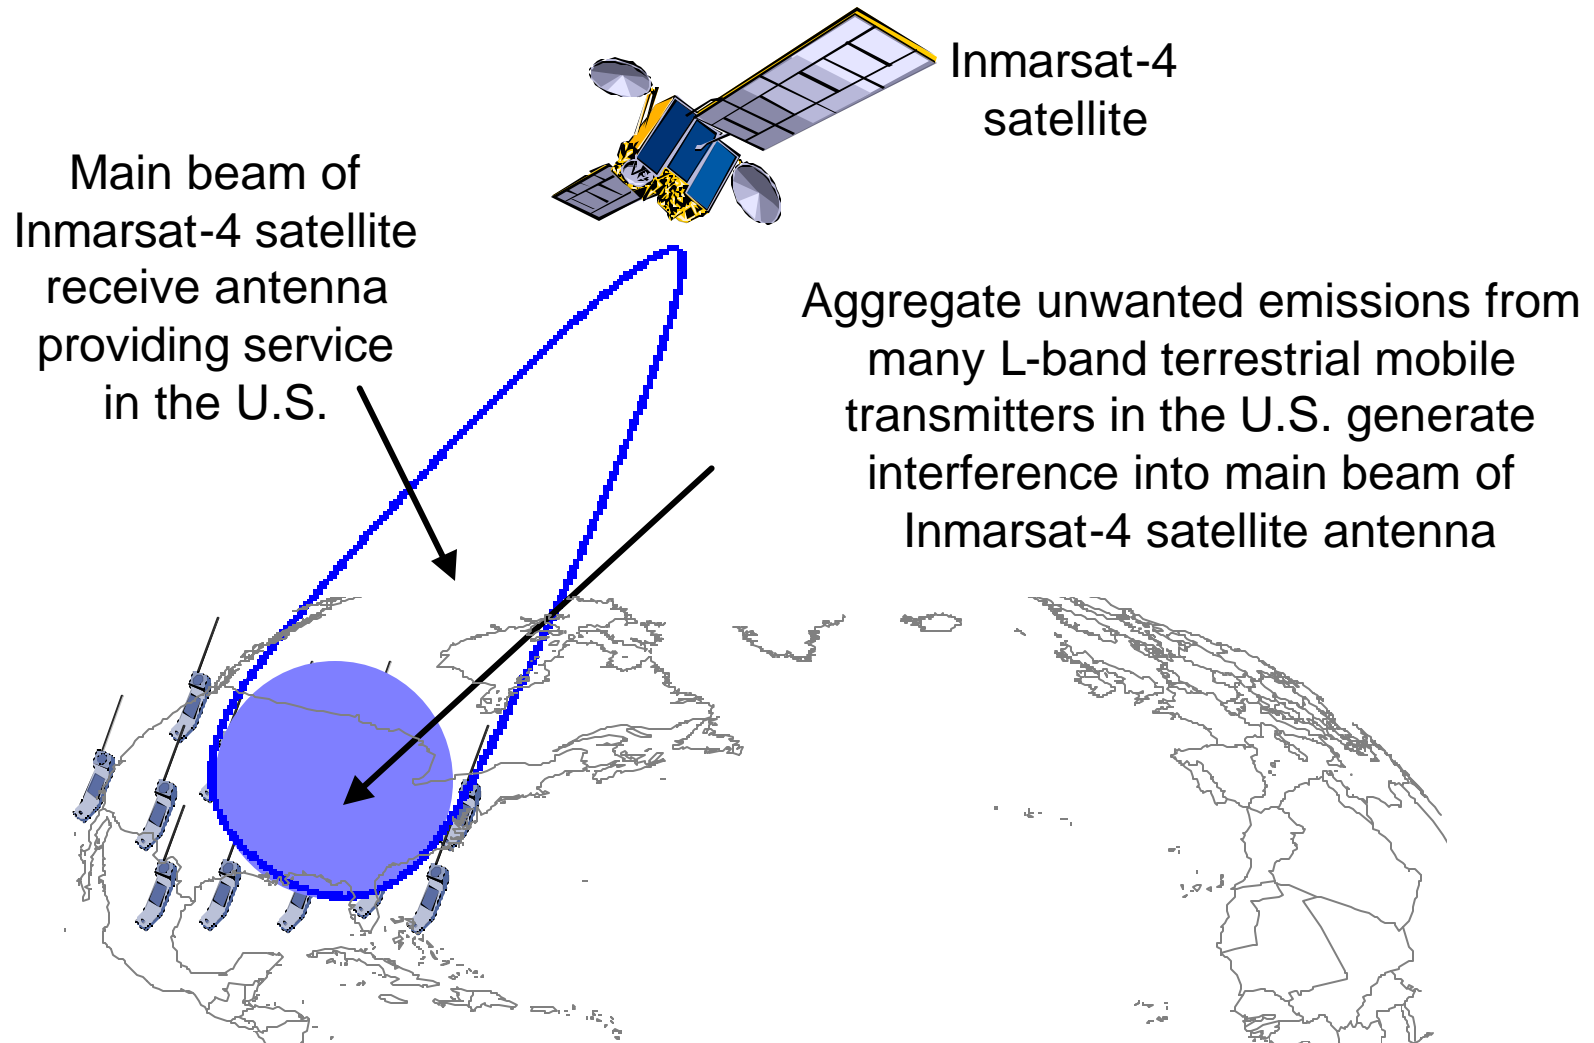 Inmarsat-4
satellite
Main beam of
Inmarsat-4 satellite
receive antenna
providing service
in the U.S.
Aggregate unwanted emissions from
many L-band terrestrial mobile
transmitters in the U.S. generate
interference into main beam of
Inmarsat-4 satellite antenna